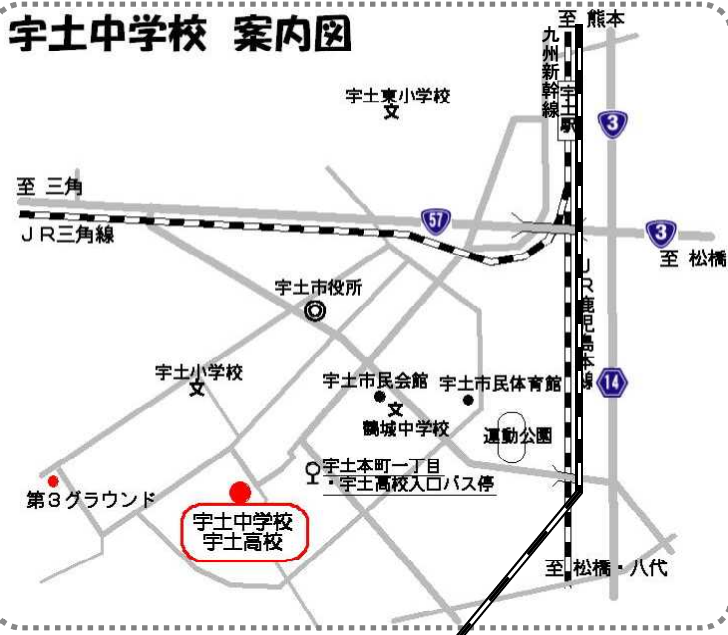 宇土中学校 案内図
至 熊本
九州新幹線
宇土駅
3
宇土東小学校
至 三角
57
3
JR三角線
至 松橋
JR鹿児島本線
宇土市役所
宇土小学校
宇土市民会館
宇土市民体育館
14
鶴城中学校
運動公園
宇土本町一丁目
・宇土高校入口バス停
第3グラウンド
宇土中学校
宇土高校
至 松橋・八代